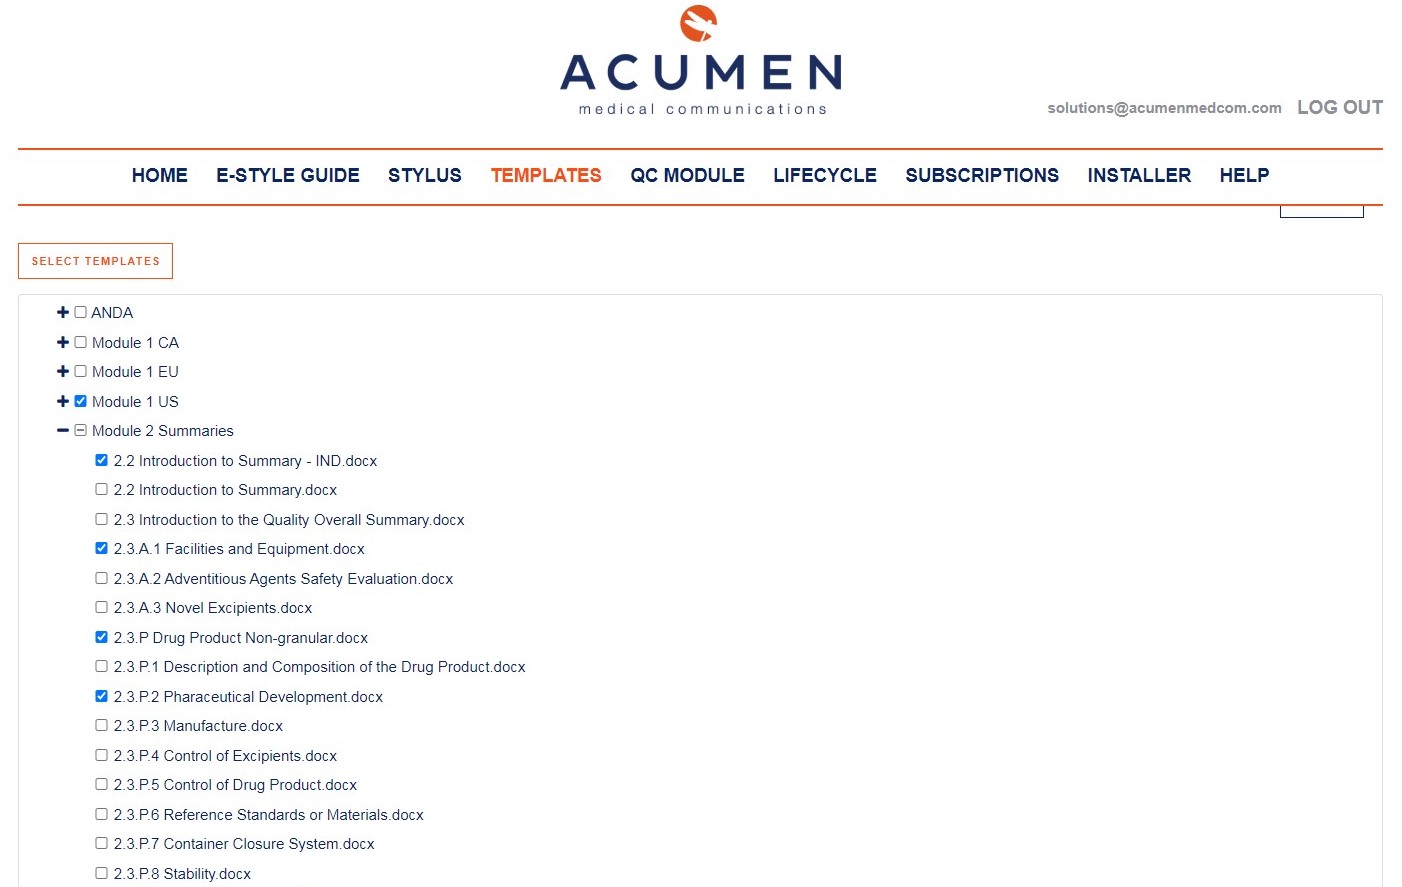 ACUMEN
medical communications
solutions@acumenmedcom.com LOG OUT
HOME E-STYLE GUIDE STYLUS TEMPLATES QC MODULE LIFECYCLE SUBSCRIPTIONS INSTALLER HELP
SELECT TEMPLATES
ANDA
Module 1 CA
Module 1 EU
Module 1 US
Module 2 Summaries
2.2 Introduction to Summary - IND.docx
2.2 Introduction to Summary.docx
2.3 Introduction to the Quality Overall Summary.docx
2.3.A.1 Facilities and Equipment.docx
2.3.A.2 Adventitious Agents Safety Evaluation.docx
2.3.A.3 Novel Excipients.docx
2.3.P Drug Product Non-granular.docx
2.3.P.1 Description and Composition of the Drug Product.docx
2.3.P.2 Pharaceutical Development.docx
2.3.P.3 Manufacture.docx
2.3.P.4 Control of Excipients.docx
2.3.P.5 Control of Drug Product.docx
2.3.P.6 Reference Standards or Materials.docx
2.3.P.7 Container Closure System.docx
2.3.P.8 Stability.docx